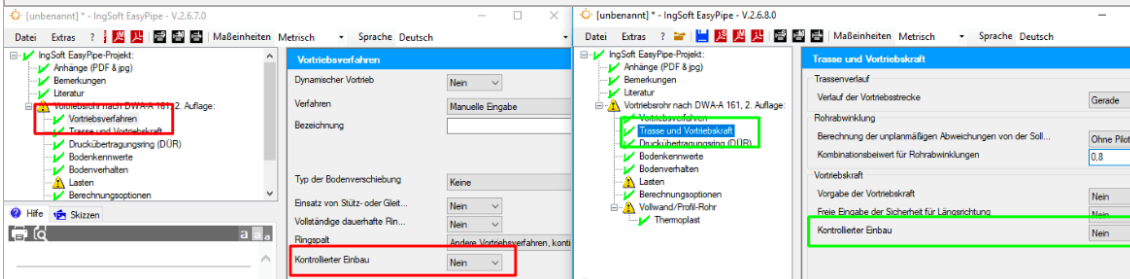 [unbenannt] * - IngSoft EasyPipe - V.2.6.7.0
Datei Extras ? Maßeinheiten Metrisch Sprache Deutsch
IngSoft EasyPipe-Projekt:
Anhänge (PDF & jpg)
Bemerkungen
Literatur
Vortriebsrohr nach DWA-A 161, 2. Auflage:
Vortriebsverfahren
Trasse und Vortriebskraft
Druckübertragungsring (DÜR)
Bodenkennwerte
Bodenverhalten
Lasten
Berechnungsoptionen
Hilfe Skizzen
a a a
Vortriebsverfahren
Dynamischer Vortrieb Nein
Verfahren Manuelle Eingabe
Bezeichnung
Typ der Bodenverschiebung Keine
Einsatz von Stütz- oder Gleit... Nein
Vollständige dauerhafte Rin... Nein
Ringspalt Andere Vortriebsverfahren, konti
Kontrollierter Einbau Nein
[unbenannt] * - IngSoft EasyPipe - V.2.6.8.0
Datei Extras ? Maßeinheiten Metrisch Sprache Deutsch
IngSoft EasyPipe-Projekt:
Anhänge (PDF & jpg)
Bemerkungen
Literatur
Vortriebsrohr nach DWA-A 161, 2. Auflage:
Vortriebsverfahren
Trasse und Vortriebskraft
Druckübertragungsring (DÜR)
Bodenkennwerte
Bodenverhalten
Lasten
Berechnungsoptionen
Vollwand/Profil-Rohr
Thermoplast
Trasse und Vortriebskraft
Trassenverlauf
Verlauf der Vortriebsstrecke Gerade
Rohrabwinklung
Berechnung der unplanmäßigen Abweichungen von der Soll... Ohne Pilot
Kombinationsbeiwert für Rohrabwinklungen 0,8
Vortriebskraft
Vorgabe der Vortriebskraft Nein
Freie Eingabe der Sicherheit für Längsrichtung Nein
Kontrollierter Einbau Nein